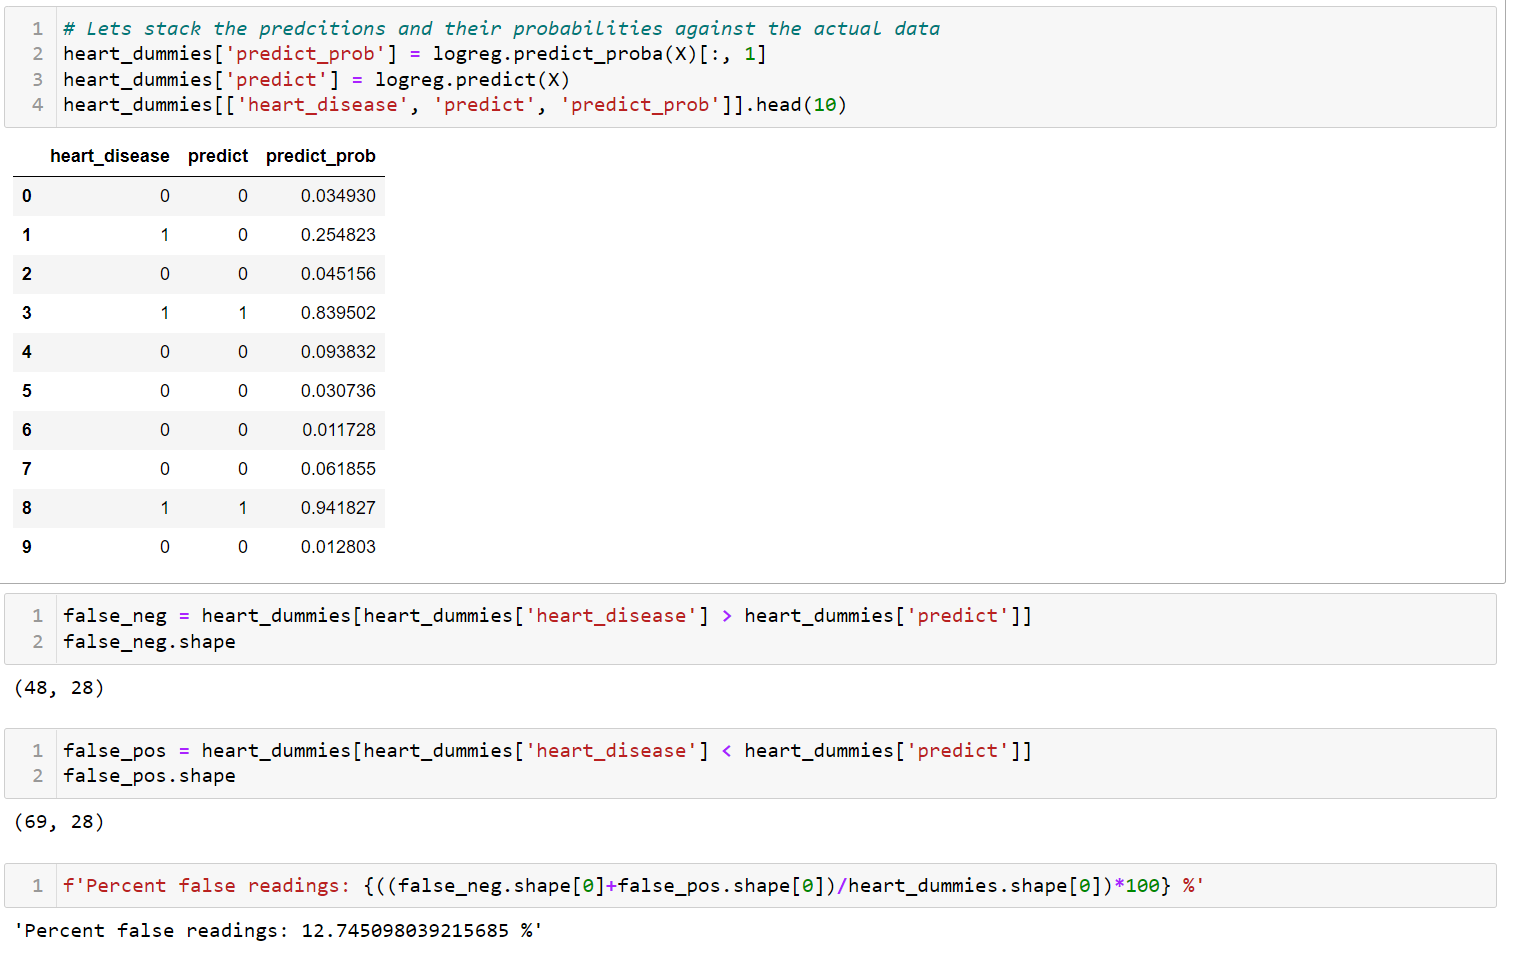 1 # Lets stack the predcitions and their probabilities against the actual data
2 heart_dummies['predict_prob'] = logreg.predict_proba(X)[:, 1]
3 heart_dummies['predict'] = logreg.predict(X)
4 heart_dummies[['heart_disease', 'predict', 'predict_prob']].head(10)
heart_disease predict predict_prob
0 0 0 0.034930
1 1 0 0.254823
2 0 0 0.045156
3 1 1 0.839502
4 0 0 0.093832
5 0 0 0.030736
6 0 0 0.011728
7 0 0 0.061855
8 1 1 0.941827
9 0 0 0.012803
1 false_neg = heart_dummies[heart_dummies['heart_disease'] > heart_dummies['predict']]
2 false_neg.shape
(48, 28)
1 false_pos = heart_dummies[heart_dummies['heart_disease'] < heart_dummies['predict']]
2 false_pos.shape
(69, 28)
1 f'Percent false readings: {((false_neg.shape[0]+false_pos.shape[0])/heart_dummies.shape[0])*100} %'
'Percent false readings: 12.745098039215685 %'